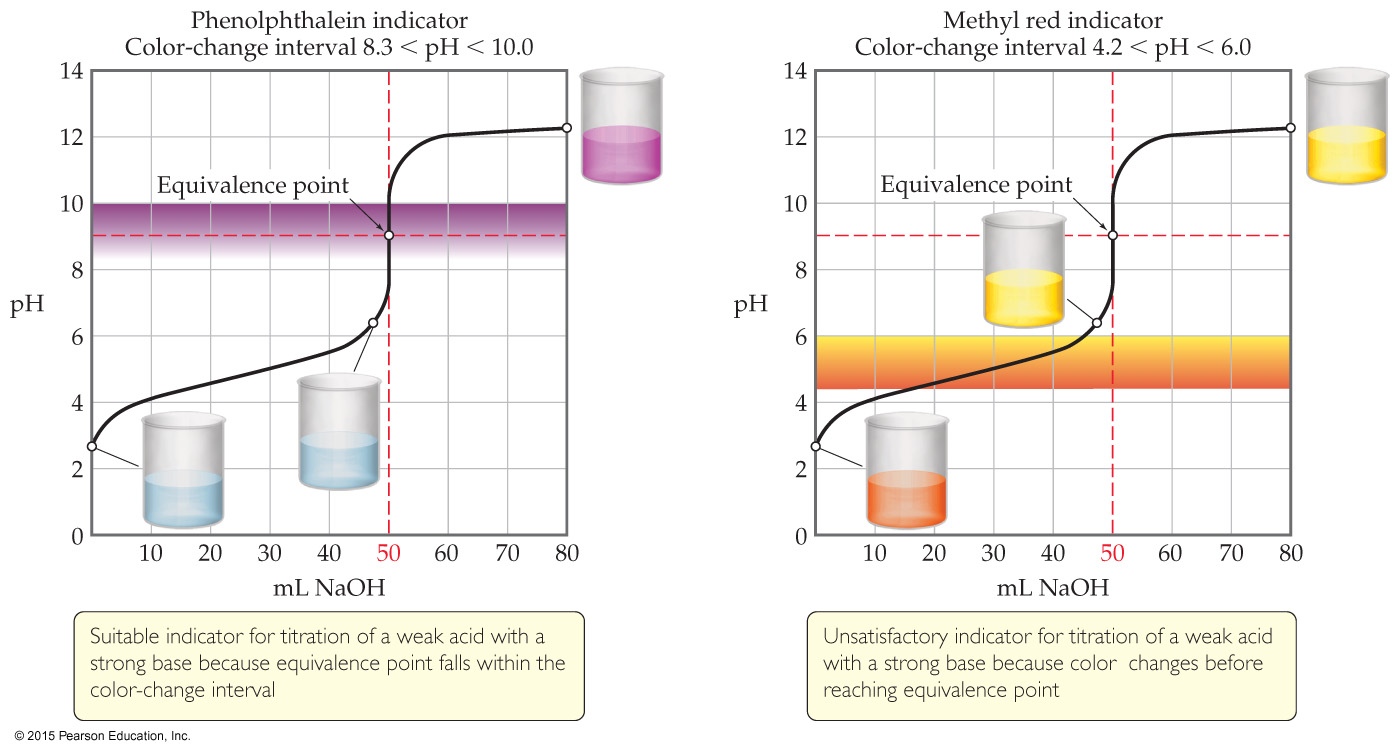 Phenolphthalein indicator
Color-change interval 8.3 < pH < 10.0
14
12
10
8
6
4
2
0
pH
Equivalence point
10 20 30 40 50 60 70 80
mL NaOH
Suitable indicator for titration of a weak acid with a
strong base because equivalence point falls within the
color-change interval
Methyl red indicator
Color-change interval 4.2 < pH < 6.0
14
12
10
8
6
4
2
0
pH
Equivalence point
10 20 30 40 50 60 70 80
mL NaOH
Unsatisfactory indicator for titration of a weak acid
with a strong base because color changes before
reaching equivalence point
© 2015 Pearson Education, Inc.